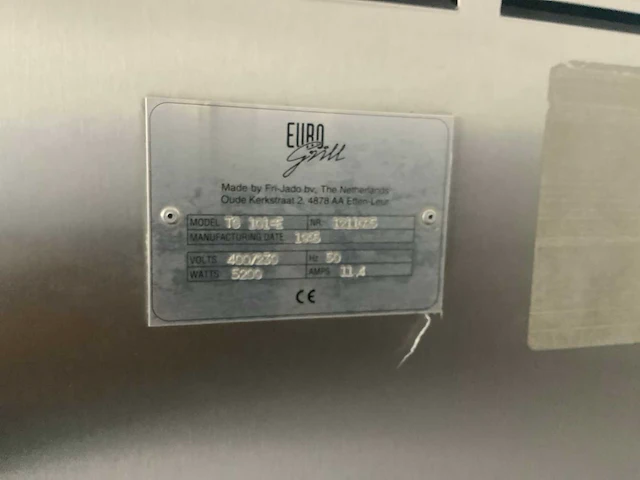 EURO
Grill
Made by Fri-Jado bv, The Netherlands
Oude Kerkstraat 2, 4878 AA Etten-Leur
MODEL NR.
MANUFACTURING DATE
VOLTS 400/230 Hz 50
WATTS 5200 AMPS 11,4
CE